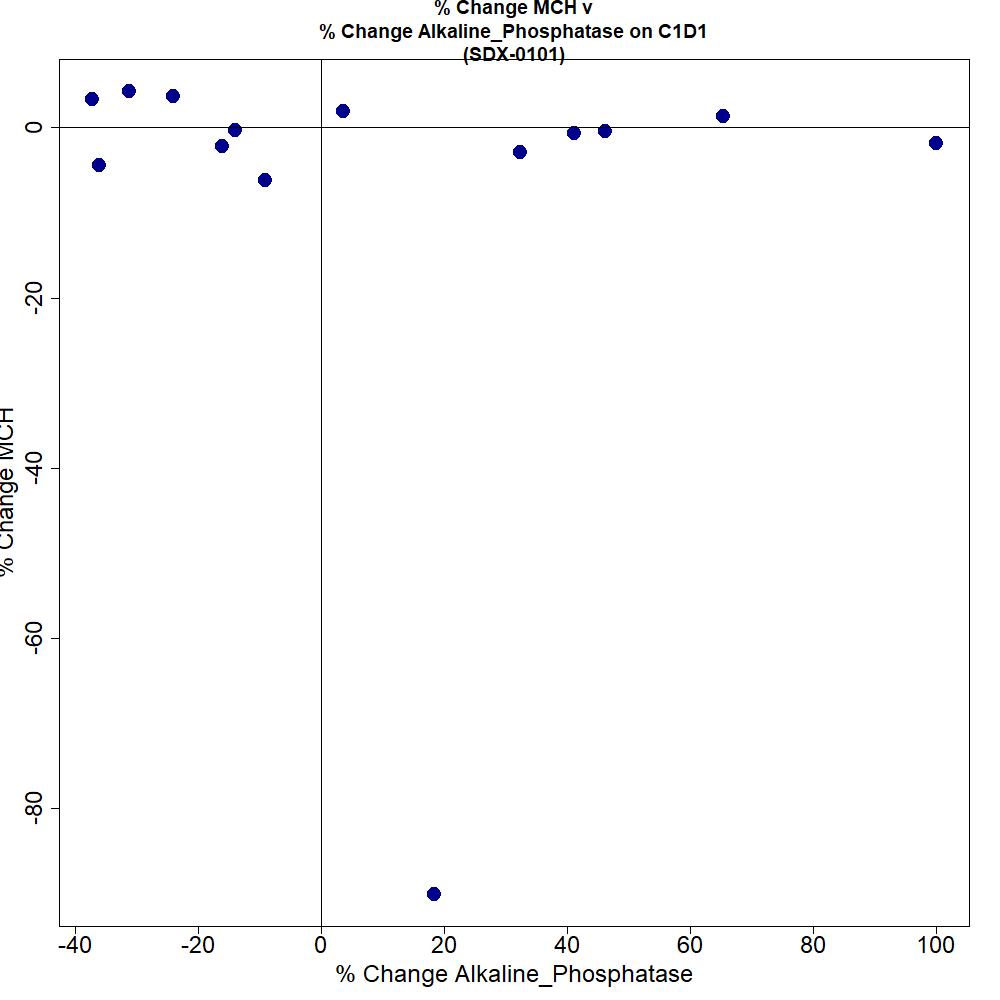 % Change MCH v
% Change Alkaline_Phosphatase on C1D1
(SDX-0101)
% Change MCH
0
-20
-40
-60
-80
-40
-20
0
20
40
60
80
100
% Change Alkaline_Phosphatase